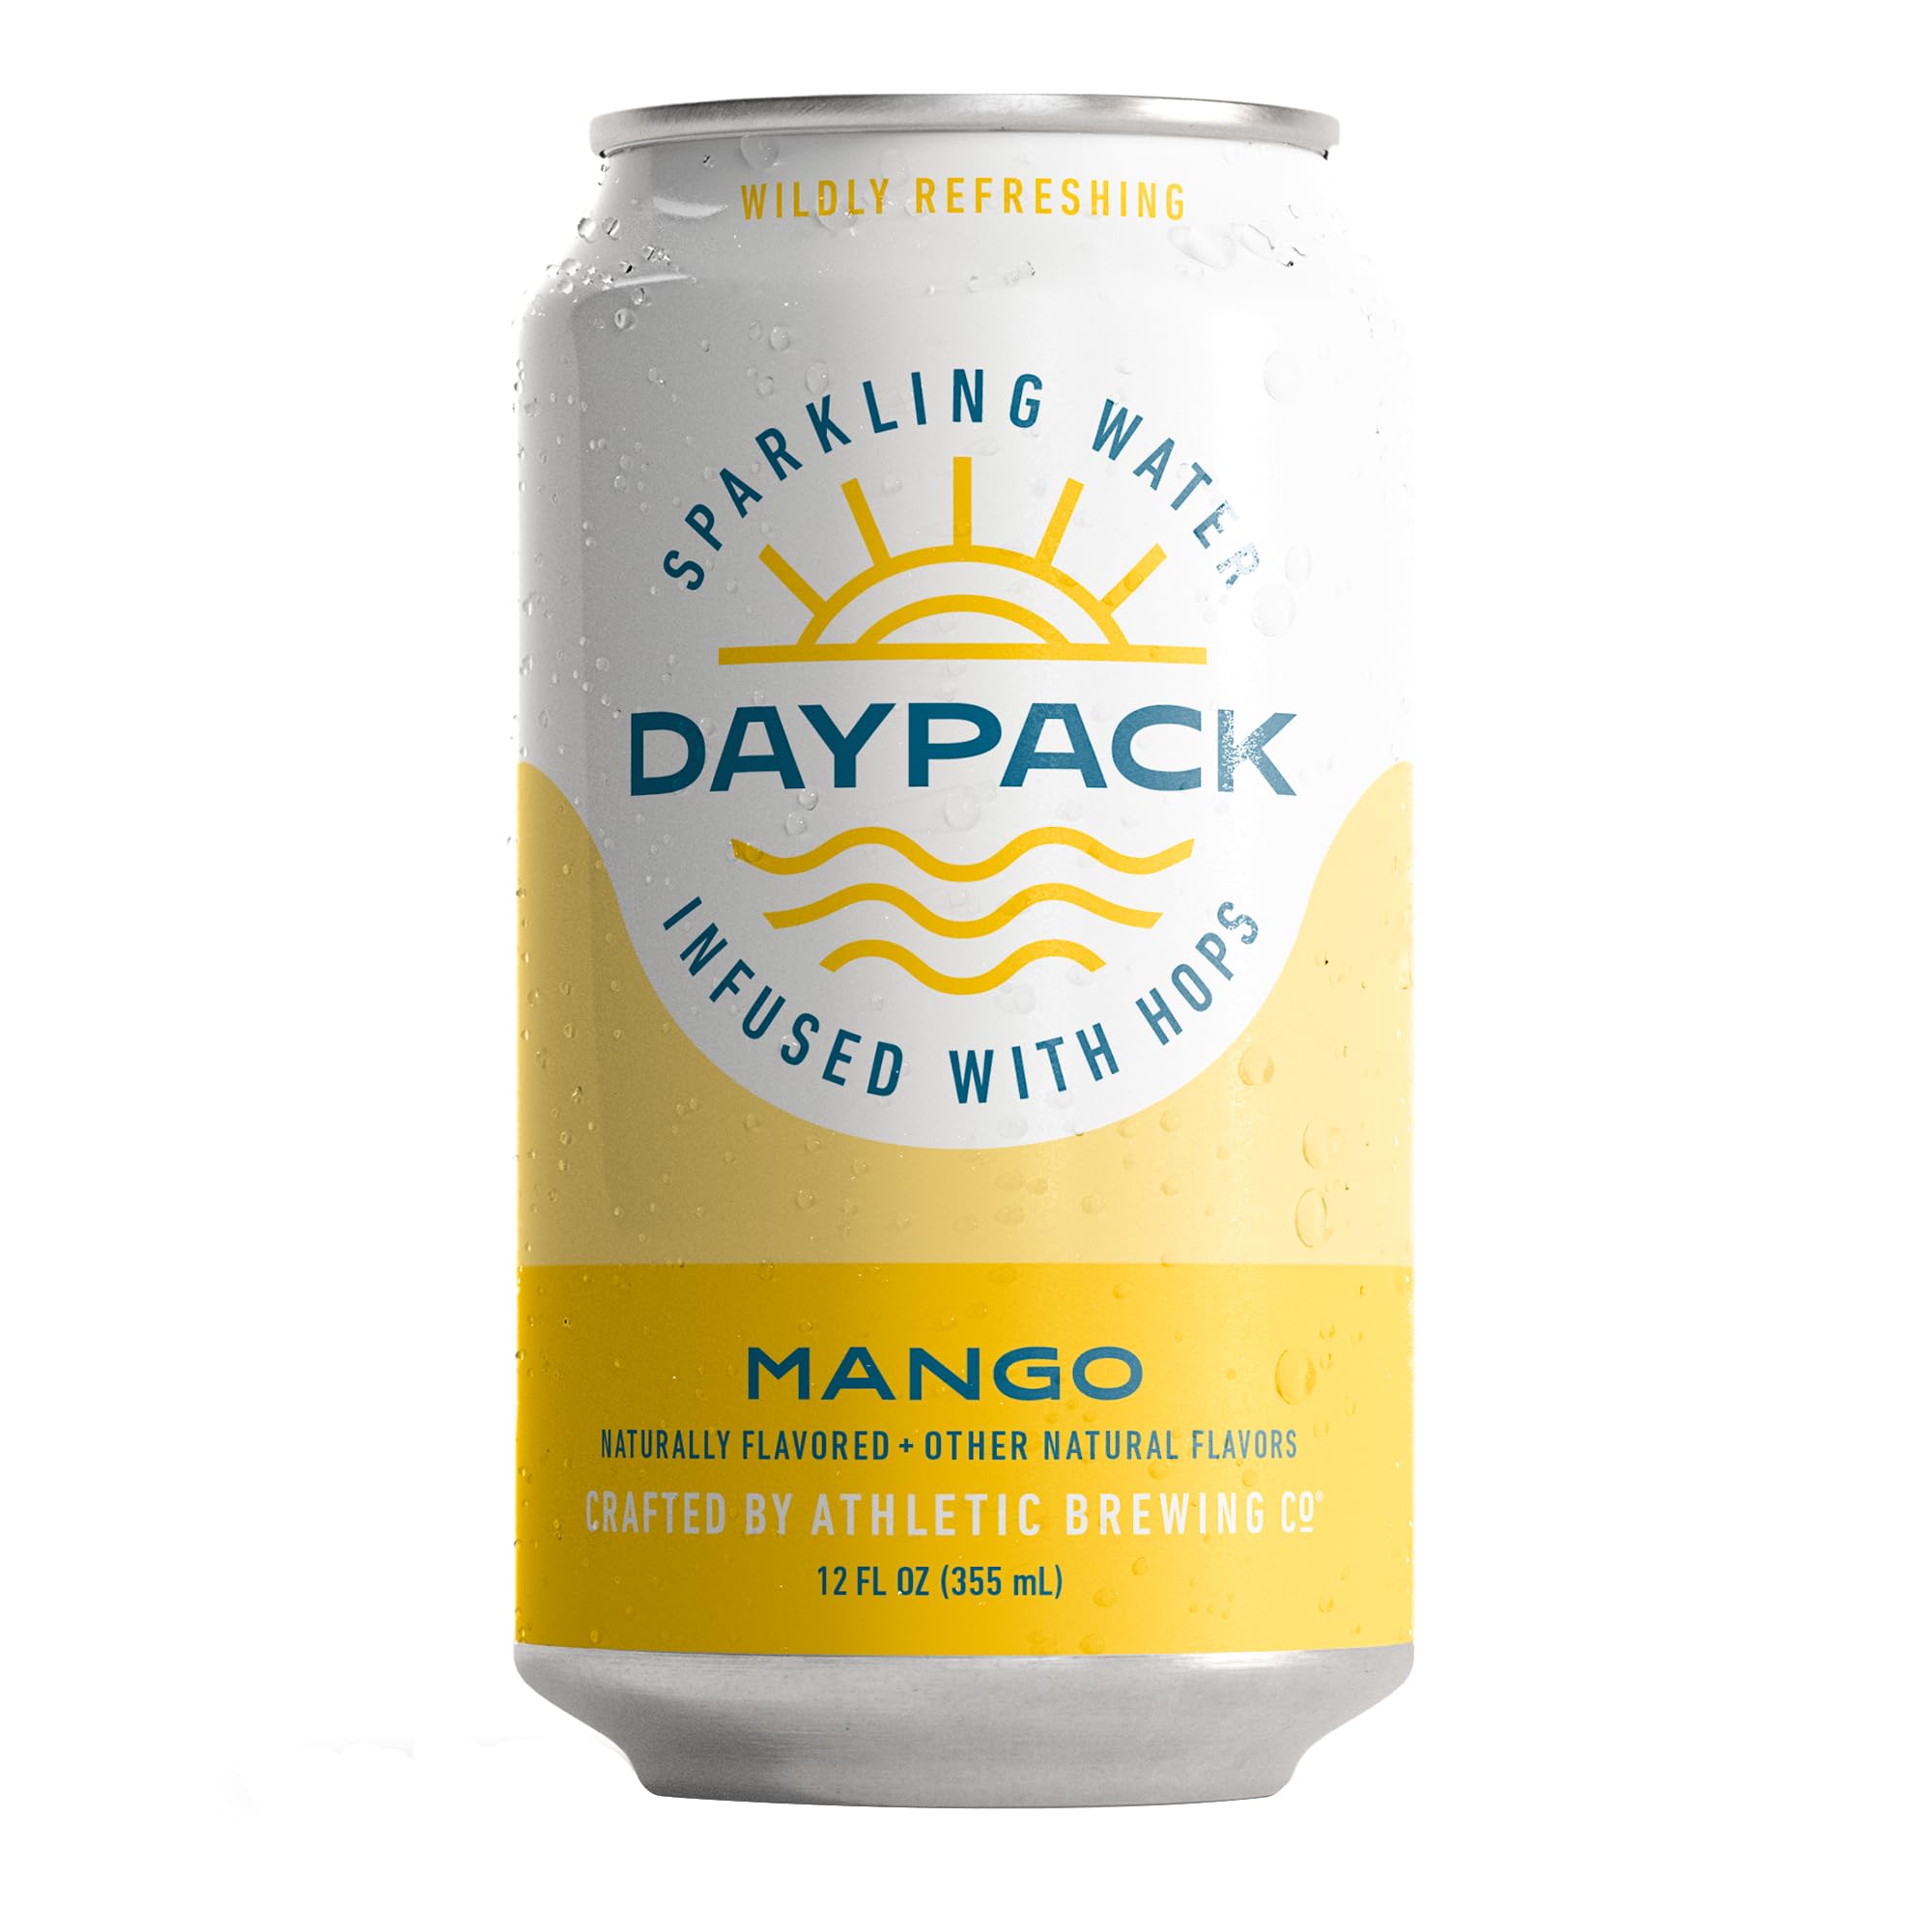 WILDLY REFRESHING
SPARKLING WATER
DAYPACK
INFUSED WITH HOPS
MANGO
NATURALLY FLAVORED + OTHER NATURAL FLAVORS
CRAFTED BY ATHLETIC BREWING CO®
12 FL OZ (355 mL)